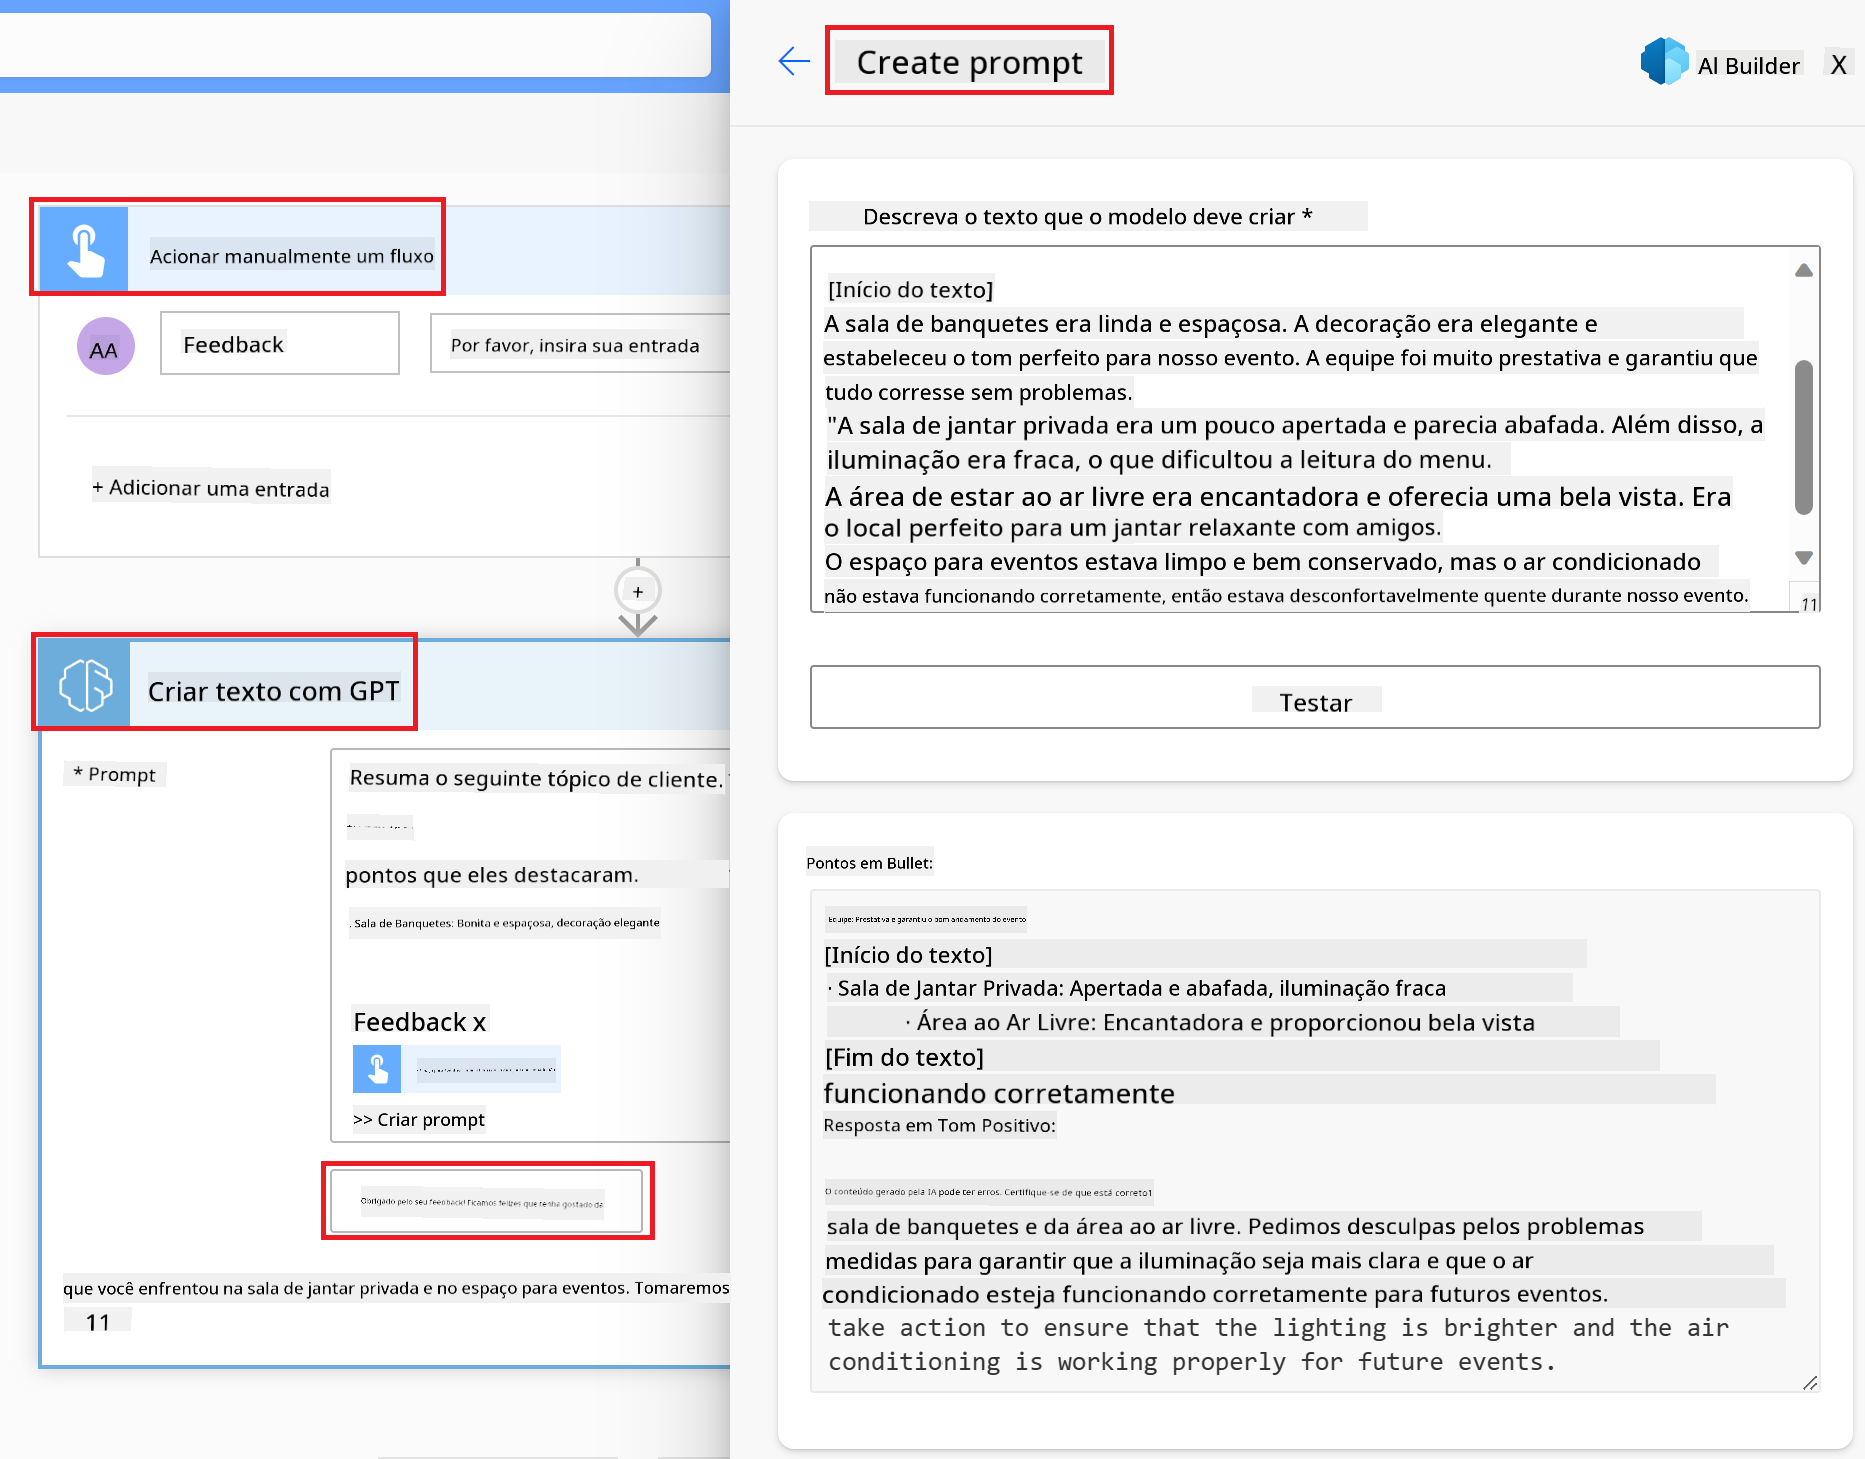 Acionar manualmente um fluxo
AA
Feedback
Por favor, insira sua entrada
+ Adicionar uma entrada
+
Criar texto com GPT
* Prompt
Resuma o seguinte tópico de cliente.
pontos que eles destacaram.
. Sala de Banquetes: Bonita e espaçosa, decoração elegante
Feedback x
>> Criar prompt
Obrigado pelo seu feedback! Ficamos felizes que tenha gostado da
que você enfrentou na sala de jantar privada e no espaço para eventos. Tomaremos
11
Create prompt
AI Builder
X
Descreva o texto que o modelo deve criar *
[Início do texto]
A sala de banquetes era linda e espaçosa. A decoração era elegante e
estabeleceu o tom perfeito para nosso evento. A equipe foi muito prestativa e garantiu que
tudo corresse sem problemas.
"A sala de jantar privada era um pouco apertada e parecia abafada. Além disso, a
iluminação era fraca, o que dificultou a leitura do menu.
A área de estar ao ar livre era encantadora e oferecia uma bela vista. Era
o local perfeito para um jantar relaxante com amigos.
O espaço para eventos estava limpo e bem conservado, mas o ar condicionado
não estava funcionando corretamente, então estava desconfortavelmente quente durante nosso evento.
11
Testar
Pontos em Bullet:
Equipe: Prestativa e garantiu o bom andamento do evento
[Início do texto]
· Sala de Jantar Privada: Apertada e abafada, iluminação fraca
· Área ao Ar Livre: Encantadora e proporcionou bela vista
[Fim do texto]
funcionando corretamente
Resposta em Tom Positivo:
O conteúdo gerado pela IA pode ter erros. Certifique-se de que está correto1
sala de banquetes e da área ao ar livre. Pedimos desculpas pelos problemas
medidas para garantir que a iluminação seja mais clara e que o ar
condicionado esteja funcionando corretamente para futuros eventos.
take action to ensure that the lighting is brighter and the air
conditioning is working properly for future events.